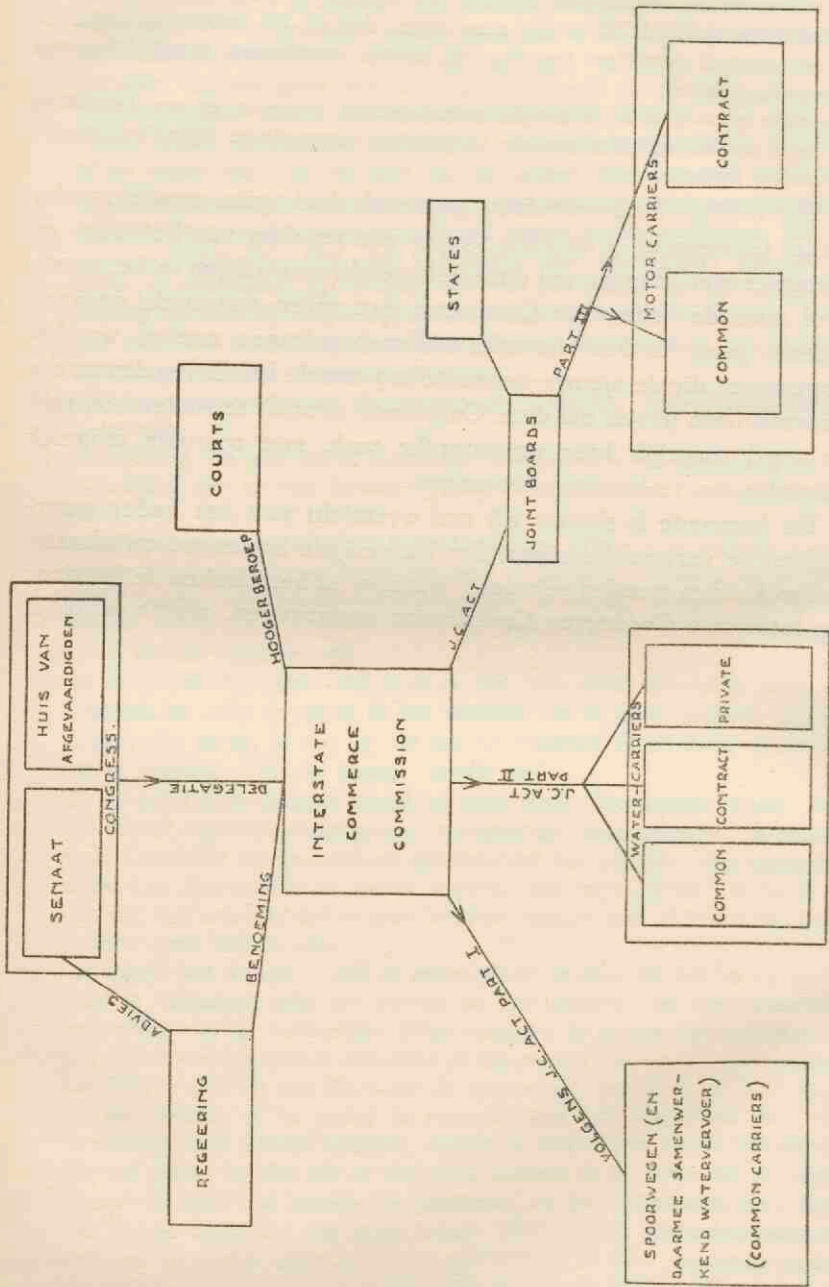 SENAAT
HUIS VAN
AFGEVAARDIGDEN
CONGRESS.
ADVIES
REGEERING
BENOEMING
DELEGATIE
HOOGER BEROEP
COURTS
INTERSTATE
COMMERCE
COMMISSION
STATES
J.C. ACT
JOINT BOARDS
PART III
VOLGENS J.C. ACT PART I
J.C. ACT
PART II
SPOORWEGEN (EN
DAARMEE SAMENWER-
KEND WATERVERVOER)
(COMMON CARRIERS)
WATER-CARRIERS
COMMON
CONTRACT
PRIVATE
MOTOR CARRIERS
COMMON
CONTRACT